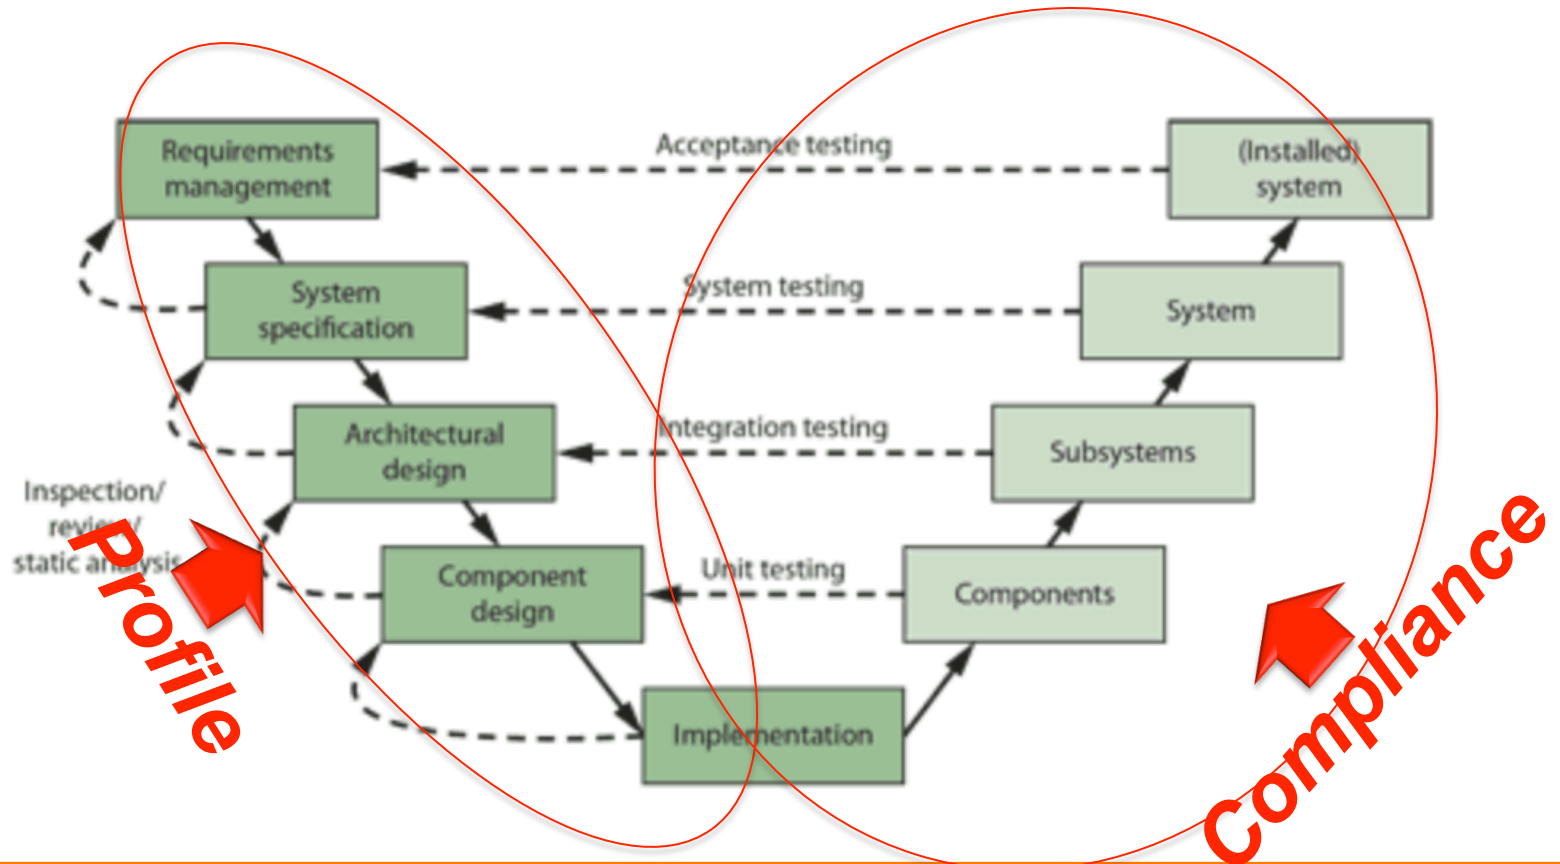 Requirements
management
Acceptance testing
(Installed)
system
System
specification
System testing
System
Architectural
design
Integration testing
Subsystems
Inspection/
review/
static analysis
Profile
Component
design
Unit testing
Components
Compliance
Implementation